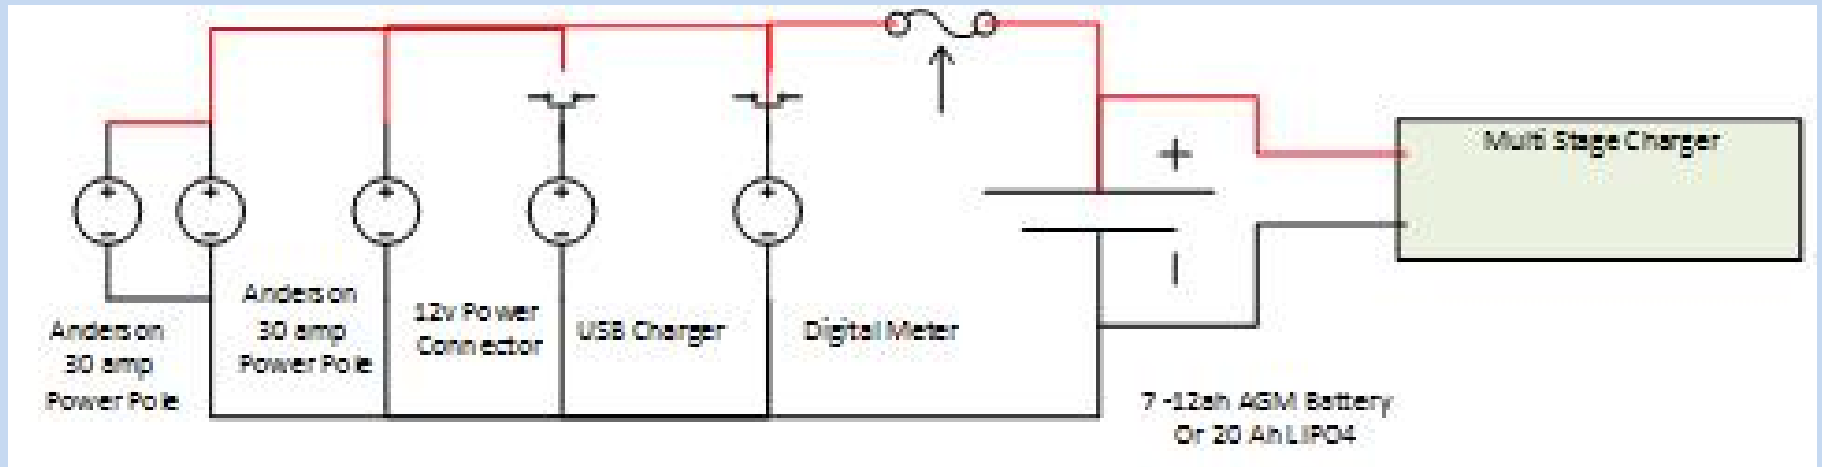 Multi Stage Charger
+
Anderson
30 amp
Power Pole
Anderson
30 amp
Power Pole
12v Power
Connector
USB Charger
Digital Meter
7 -12ah AGM Battery
Or 20 Ah LIPO4